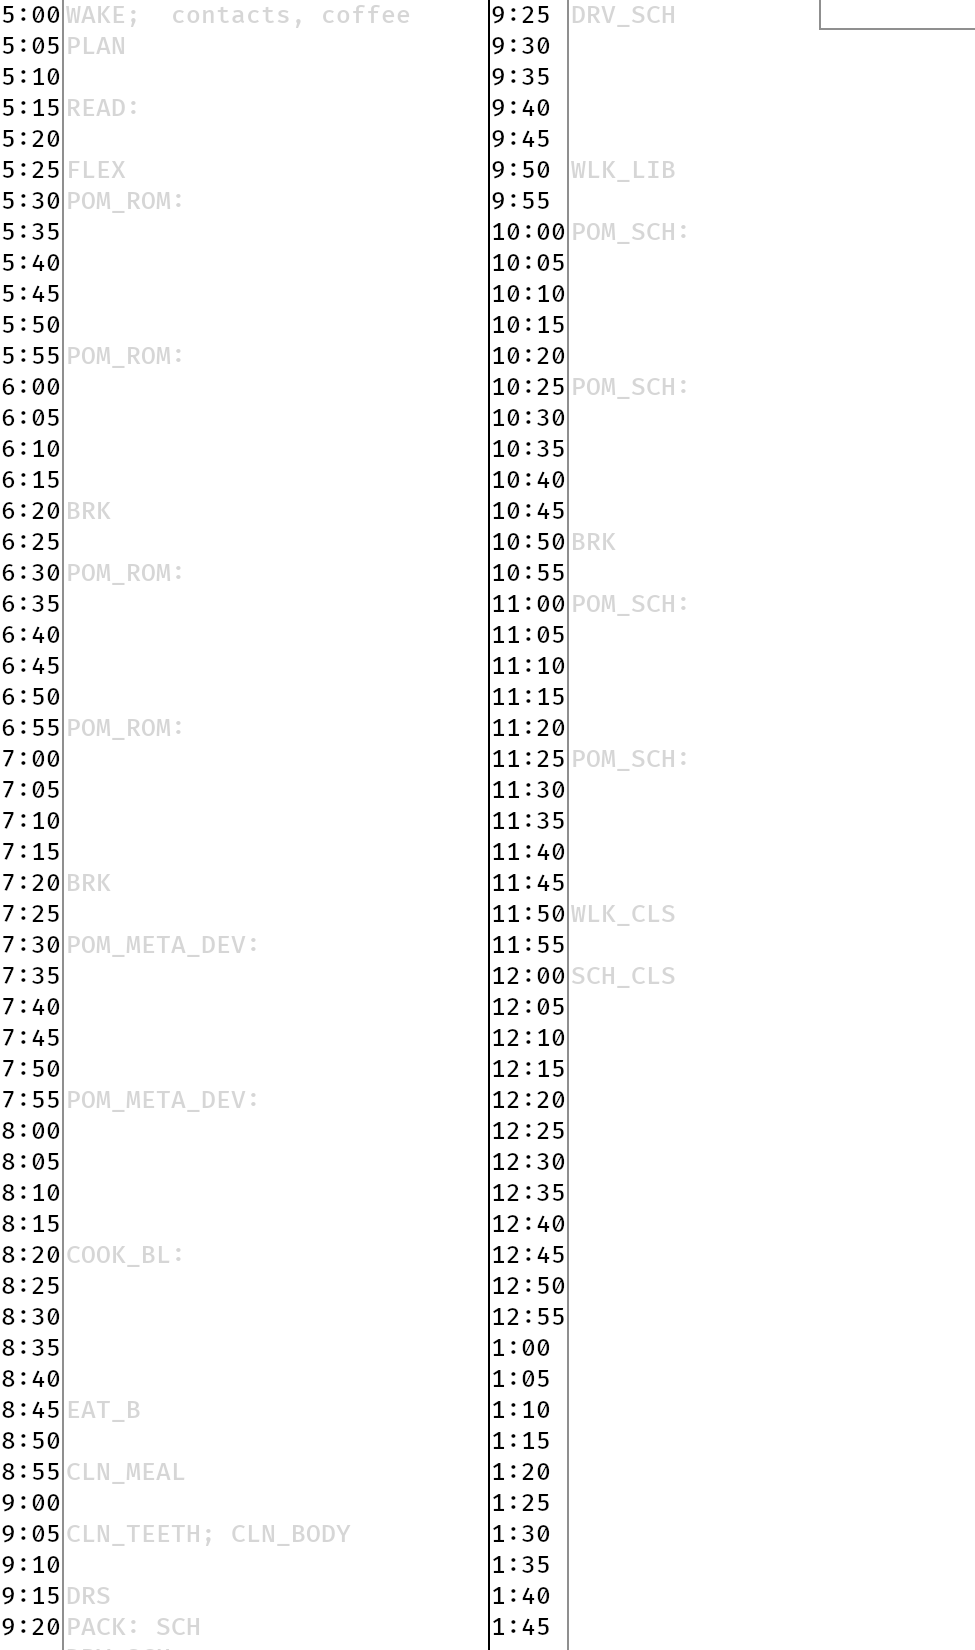 5:00 WAKE;  contacts, coffee
5:05 PLAN
5:10
5:15 READ:
5:20
5:25 FLEX
5:30 POM_ROM:
5:35
5:40
5:45
5:50
5:55 POM_ROM:
6:00
6:05
6:10
6:15
6:20 BRK
6:25
6:30 POM_ROM:
6:35
6:40
6:45
6:50
6:55 POM_ROM:
7:00
7:05
7:10
7:15
7:20 BRK
7:25
7:30 POM_META_DEV:
7:35
7:40
7:45
7:50
7:55 POM_META_DEV:
8:00
8:05
8:10
8:15
8:20 COOK_BL:
8:25
8:30
8:35
8:40
8:45 EAT_B
8:50
8:55 CLN_MEAL
9:00
9:05 CLN_TEETH; CLN_BODY
9:10
9:15 DRS
9:20 PACK: SCH
9:25 DRV_SCH
9:30
9:35
9:40
9:45
9:50 WLK_LIB
9:55
10:00 POM_SCH:
10:05
10:10
10:15
10:20
10:25 POM_SCH:
10:30
10:35
10:40
10:45
10:50 BRK
10:55
11:00 POM_SCH:
11:05
11:10
11:15
11:20
11:25 POM_SCH:
11:30
11:35
11:40
11:45
11:50 WLK_CLS
11:55
12:00 SCH_CLS
12:05
12:10
12:15
12:20
12:25
12:30
12:35
12:40
12:45
12:50
12:55
1:00
1:05
1:10
1:15
1:20
1:25
1:30
1:35
1:40
1:45